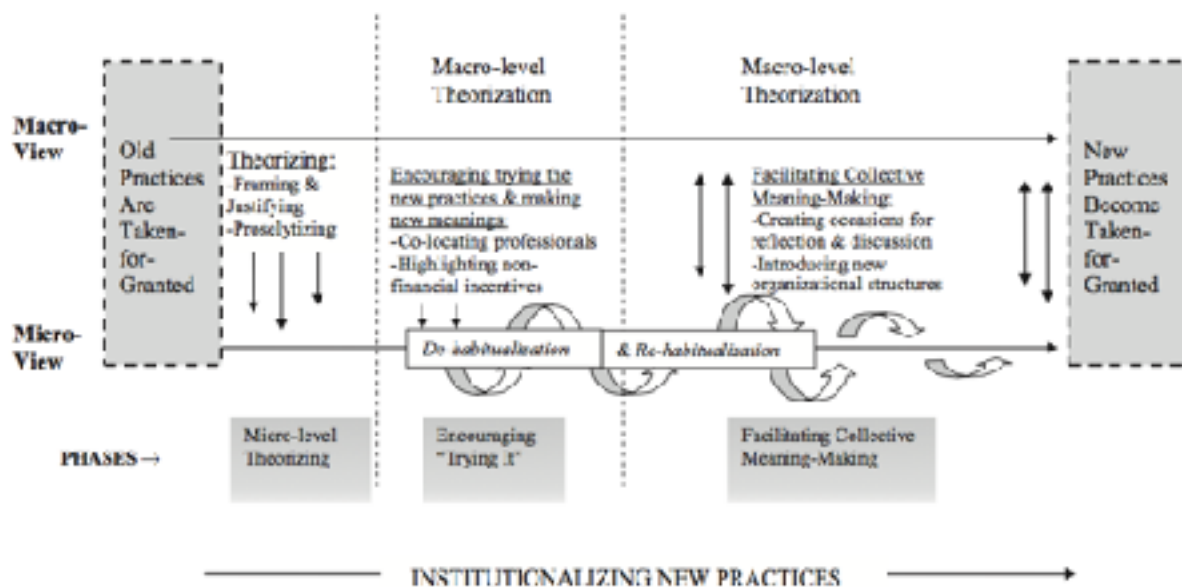 Macro-level
Theorization
Macro-level
Theorization
Macro-
View
Old
Practices
Are
Taken-
for-
Granted
Theorizing:
-Framing &
Justifying
-Proselytizing
Encouraging trying the
new practices & making
new meanings:
-Co-locating professionals
-Highlighting non-
financial incentives
Facilitating Collective
Meaning-Making:
-Creating occasions for
reflection & discussion
-Introducing new
organizational structures
New
Practices
Become
Taken-
for-
Granted
Micro-
View
De-habitualization
& Re-habitualization
PHASES→
Micro-level
Theorizing
Encouraging
"Trying It"
Facilitating Collective
Meaning-Making
INSTITUTIONALIZING NEW PRACTICES